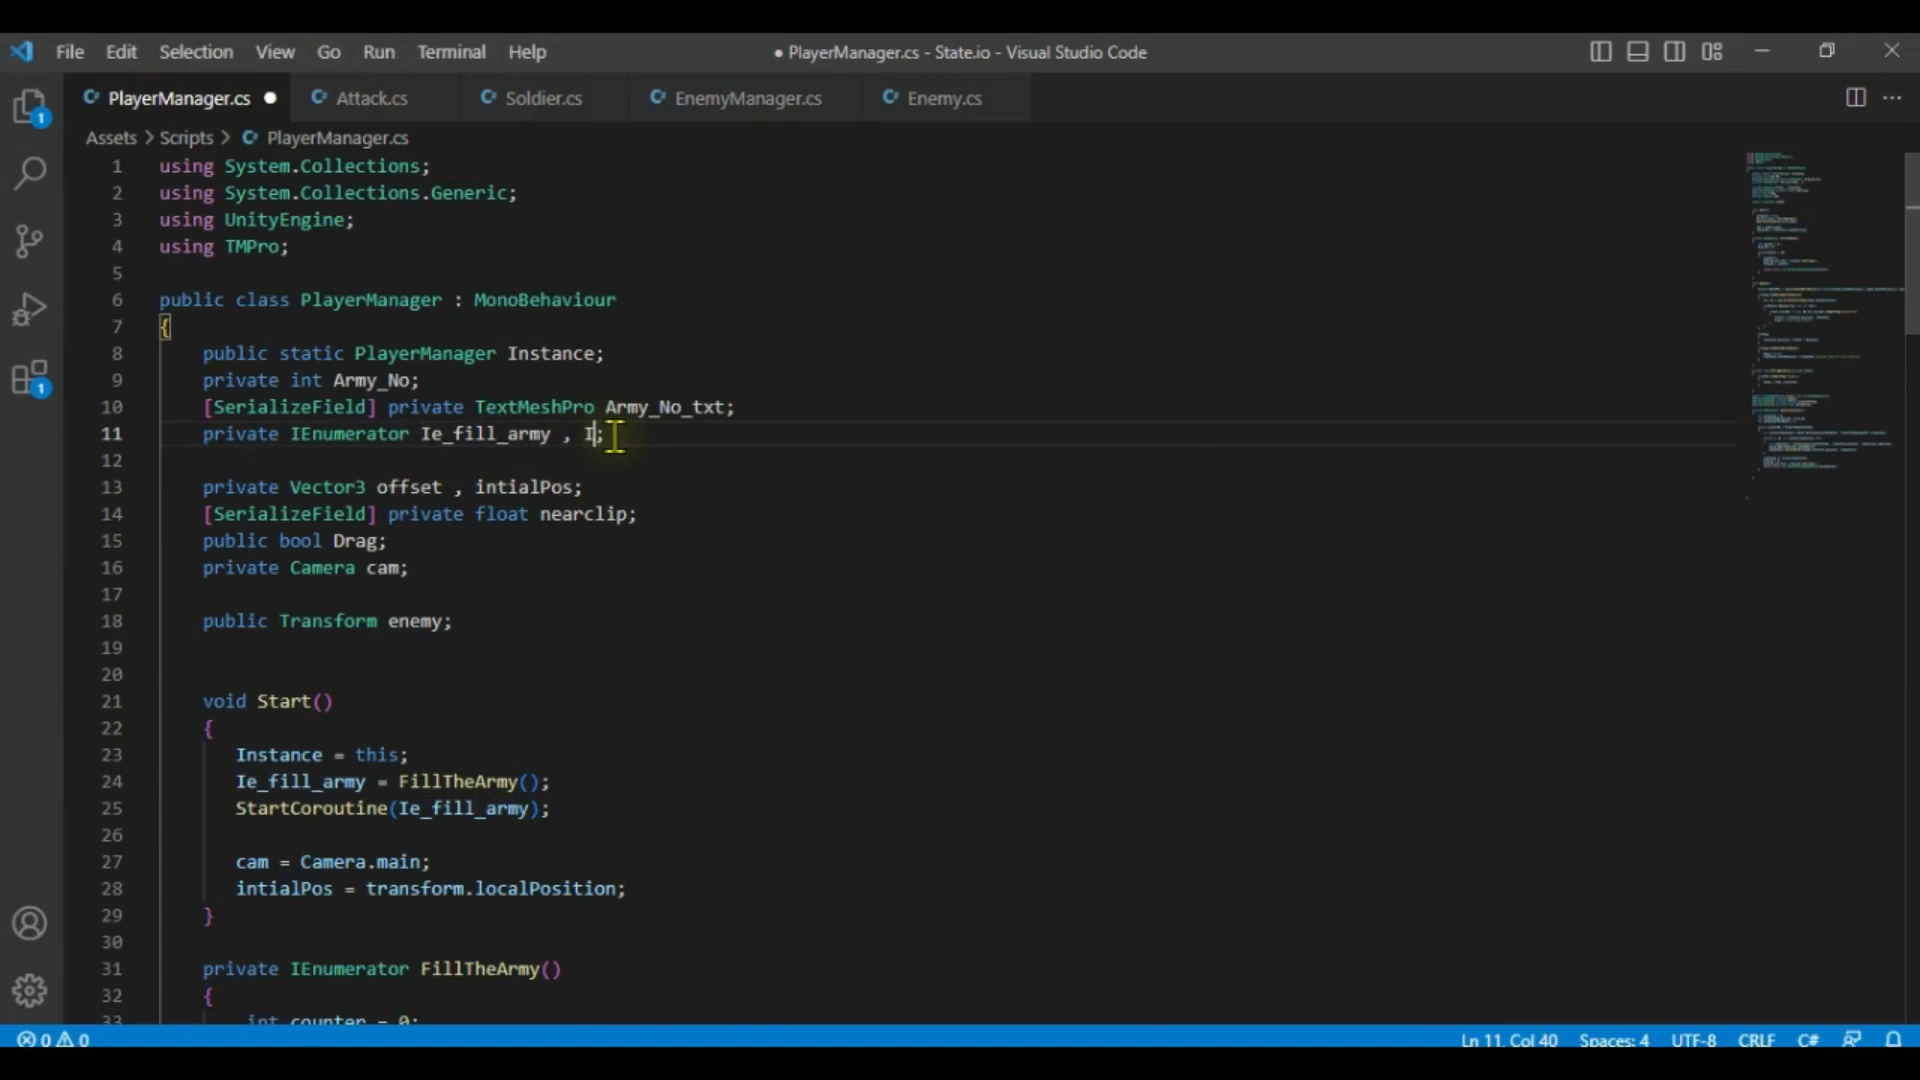 File Edit Selection View Go Run Terminal Help ● PlayerManager.cs - State.io - Visual Studio Code
PlayerManager.cs ● Attack.cs Soldier.cs EnemyManager.cs Enemy.cs
Assets > Scripts > PlayerManager.cs
1 using System.Collections;
2 using System.Collections.Generic;
3 using UnityEngine;
4 using TMPro;
5
6 public class PlayerManager : MonoBehaviour
7 {
8 public static PlayerManager Instance;
9 private int Army_No;
10 [SerializeField] private TextMeshPro Army_No_txt;
11 private IEnumerator Ie_fill_army , I;
12
13 private Vector3 offset , intialPos;
14 [SerializeField] private float nearclip;
15 public bool Drag;
16 private Camera cam;
17
18 public Transform enemy;
19
20
21 void Start()
22 {
23 Instance = this;
24 Ie_fill_army = FillTheArmy();
25 StartCoroutine(Ie_fill_army);
26
27 cam = Camera.main;
28 intialPos = transform.localPosition;
29 }
30
31 private IEnumerator FillTheArmy()
32 {
33 int counter = 0;
0 0 Ln 11, Col 40 Spaces: 4 UTF-8 CRLF C#